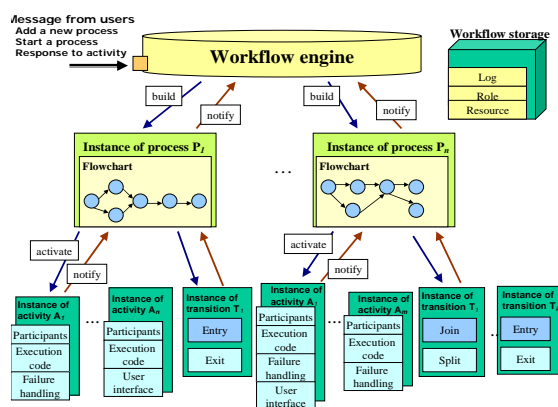 Message from users
Add a new process
Start a process
Response to activity
Workflow engine
Workflow storage
Log
Role
Resource
build
notify
build
notify
Instance of process P1
Flowchart
...
Instance of process Pn
Flowchart
activate
notify
activate
notify
Instance of
activity A1
Participants
Execution
code
Failure
handling
...
Instance of
activity An
Participants
Execution
code
User
interface
Instance of
transition T1
Entry
Exit
Instance of
activity A1
Participants
Execution
code
Failure
handling
User
interface
...
Instance of
activity Am
Participants
Execution
code
Failure
handling
Instance of
transition T1
Join
Split
Instance of
transition
Entry
Exit